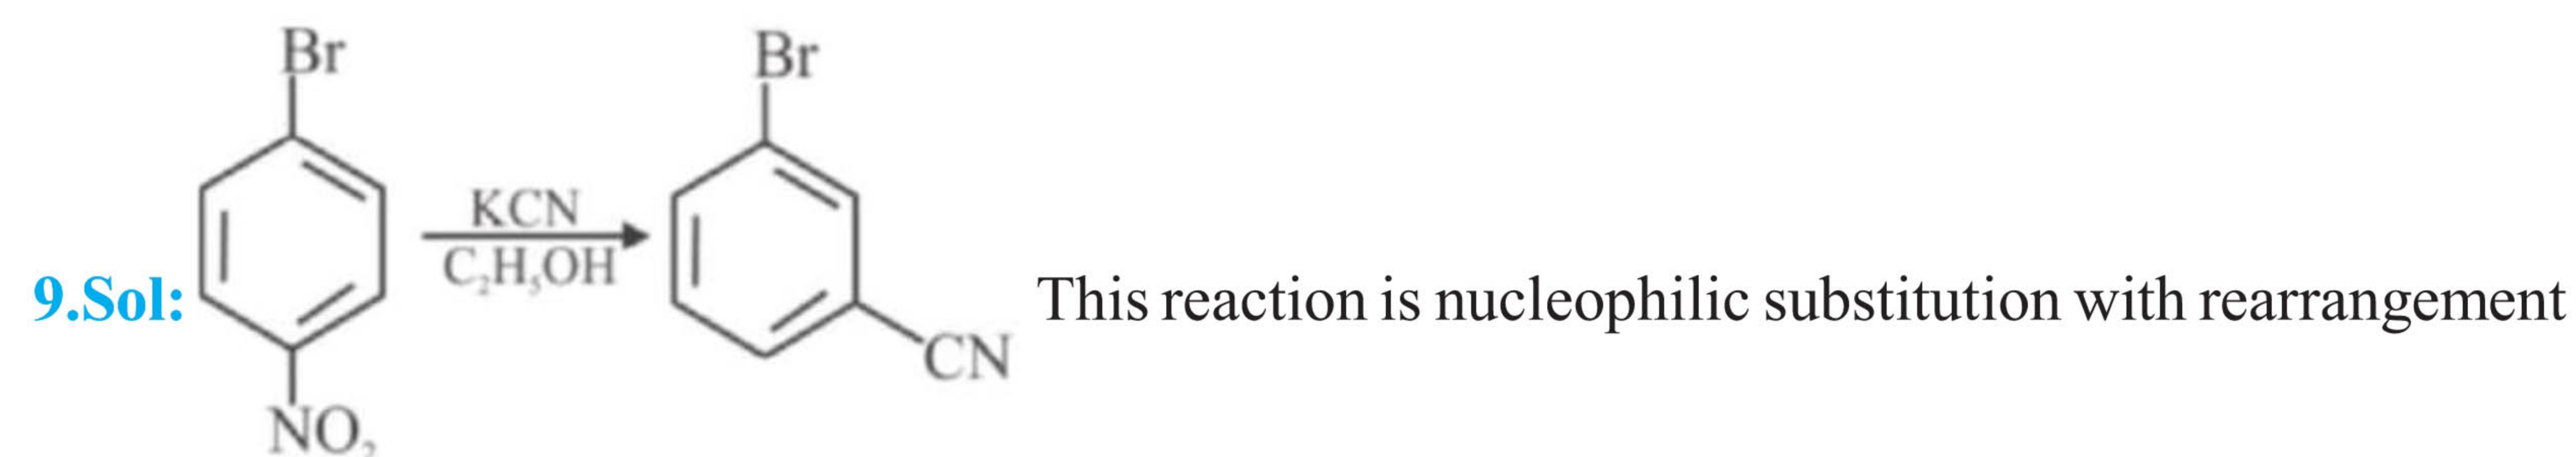 Br
Br
KCN
C₂H₅OH
9.Sol:
This reaction is nucleophilic substitution with rearrangement
CN
NO₂